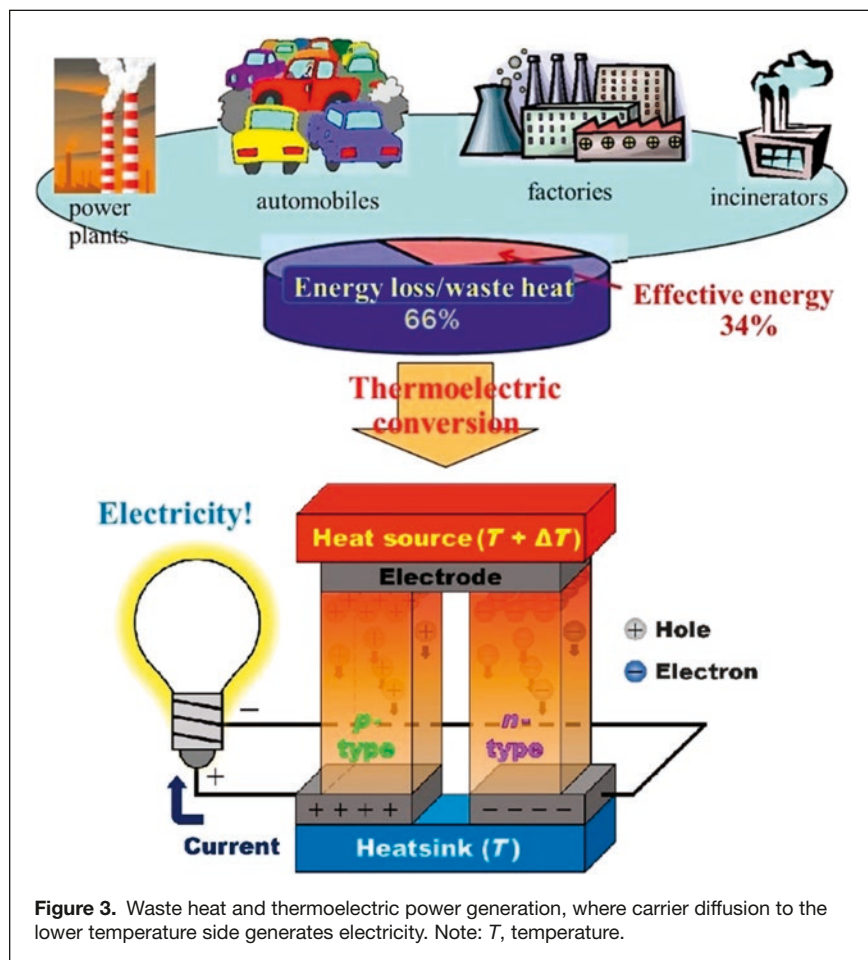 power
plants
automobiles
factories
incinerators
Energy loss/waste heat
66%
Effective energy
34%
Thermoelectric
conversion
Electricity!
Heat source (T + ΔT)
Electrode
+ Hole
− Electron
−
p-
type
n-
type
+
+ + + +
− − − −
Current
Heatsink (T)
Figure 3. Waste heat and thermoelectric power generation, where carrier diffusion to the
lower temperature side generates electricity. Note: T, temperature.